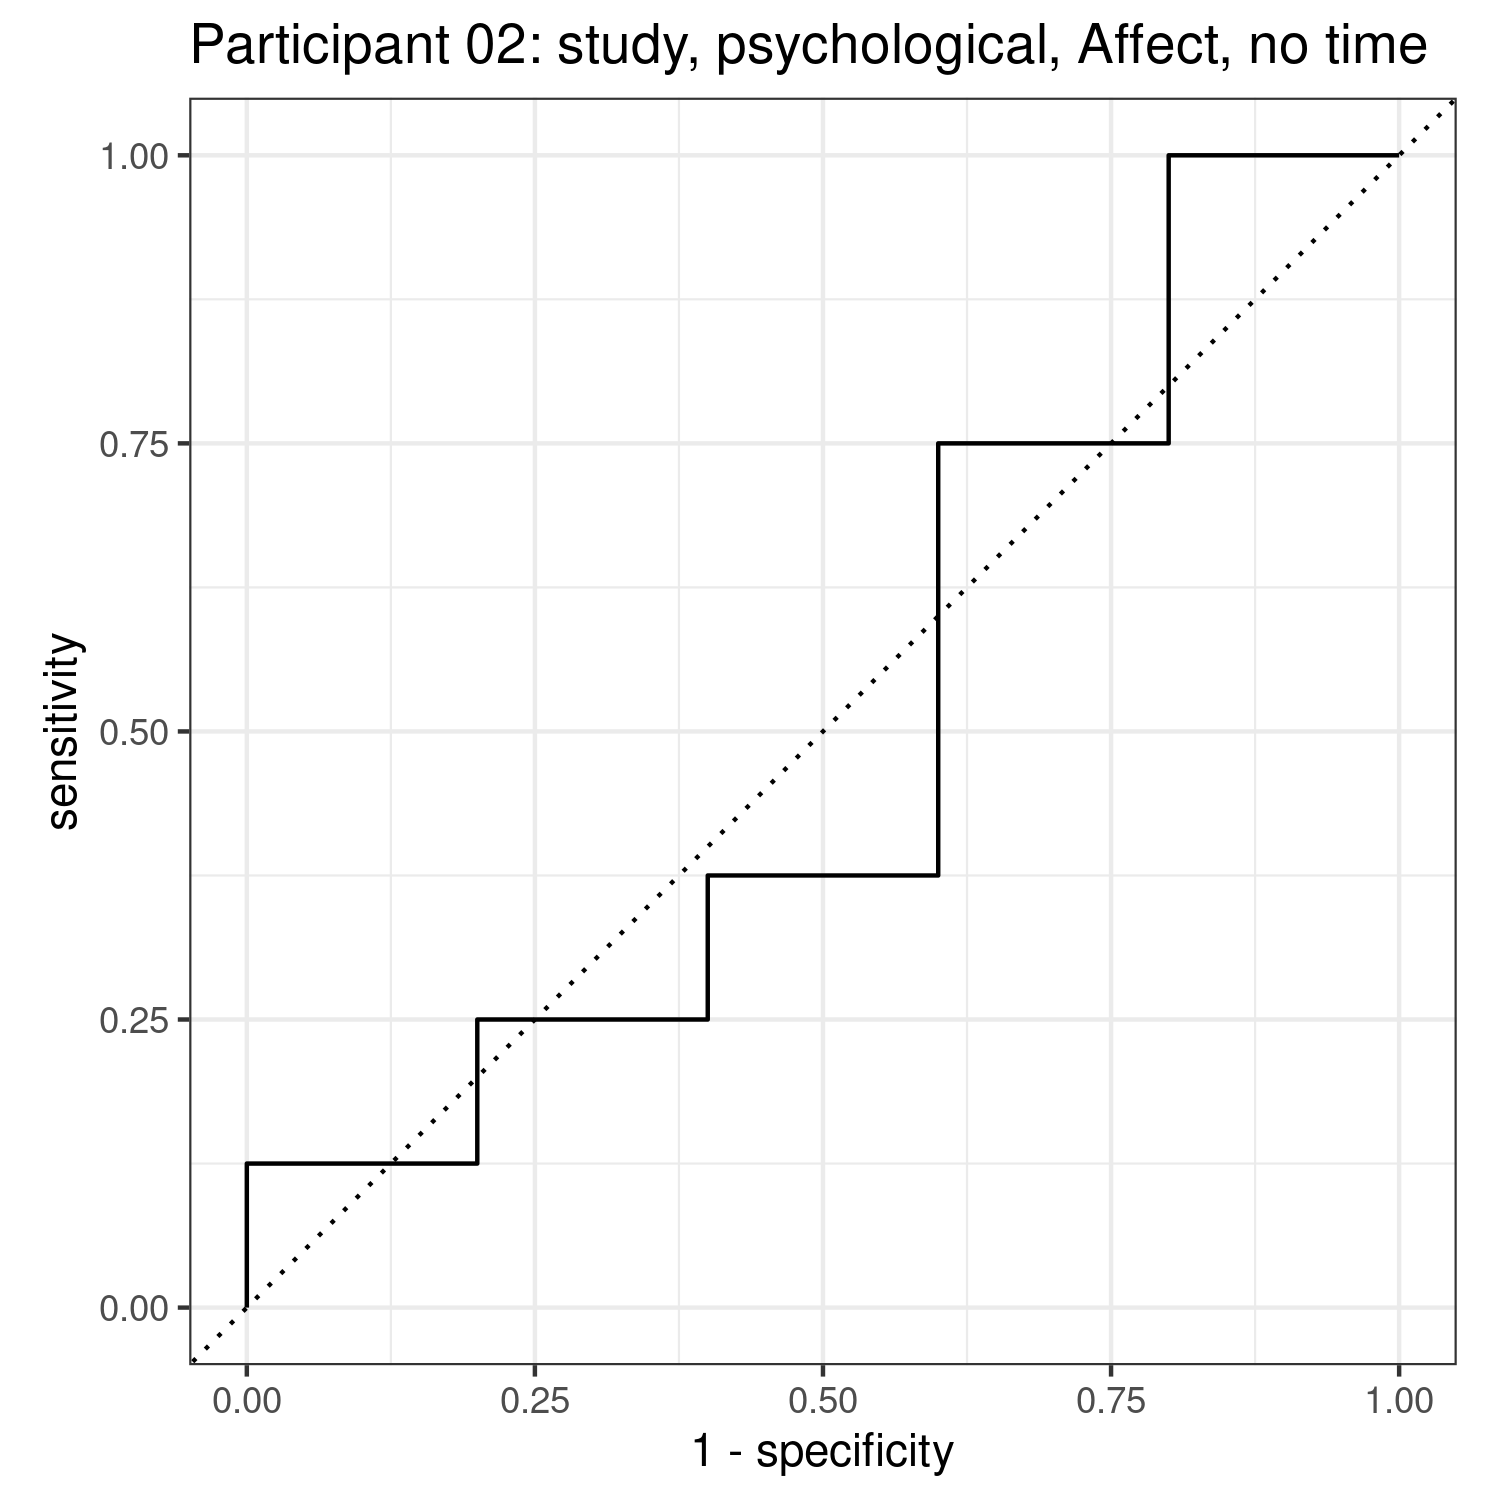 Participant 02: study, psychological, Affect, no time
1.00
0.75
0.50
0.25
0.00
sensitivity
0.00 0.25 0.50 0.75 1.00
1 - specificity